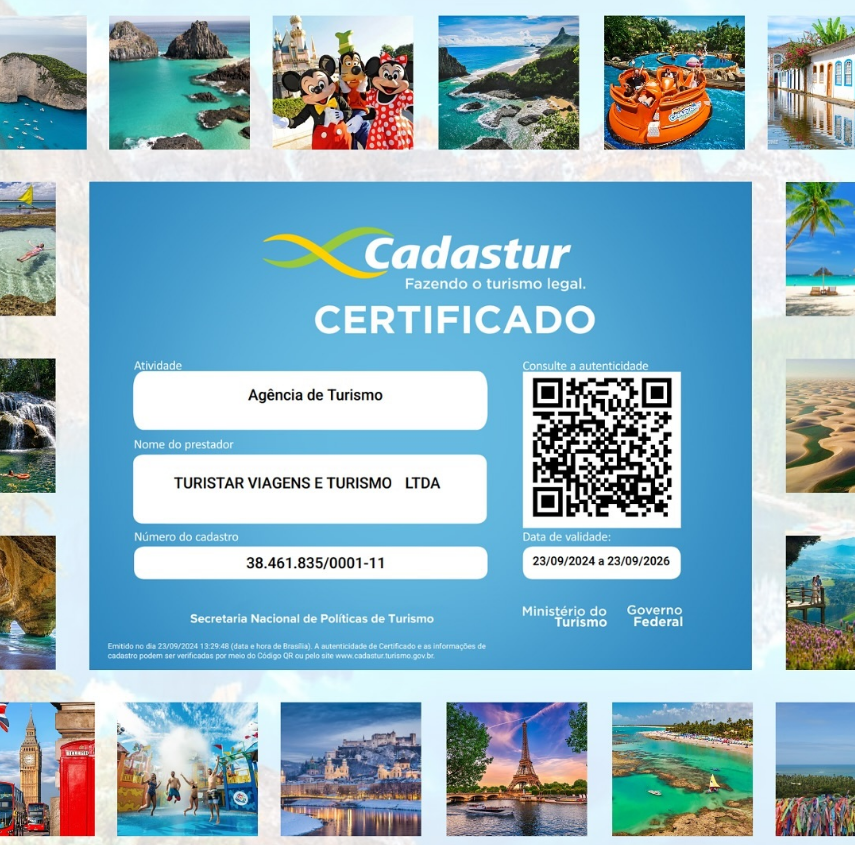 Cadastur
Fazendo o turismo legal.
CERTIFICADO
Atividade
Agência de Turismo
Nome do prestador
TURISTAR VIAGENS E TURISMO LTDA
Número do cadastro
38.461.835/0001-11
Consulte a autenticidade
Data de validade:
23/09/2024 a 23/09/2026
Secretaria Nacional de Políticas de Turismo
Ministério do
Turismo
Governo
Federal
Emitido no dia 23/09/2024 13:29:48 (data e hora de Brasília). A autenticidade de Certificado e as informações de
cadastro podem ser verificadas por meio do Código QR ou pelo site www.cadastur.turismo.gov.br.